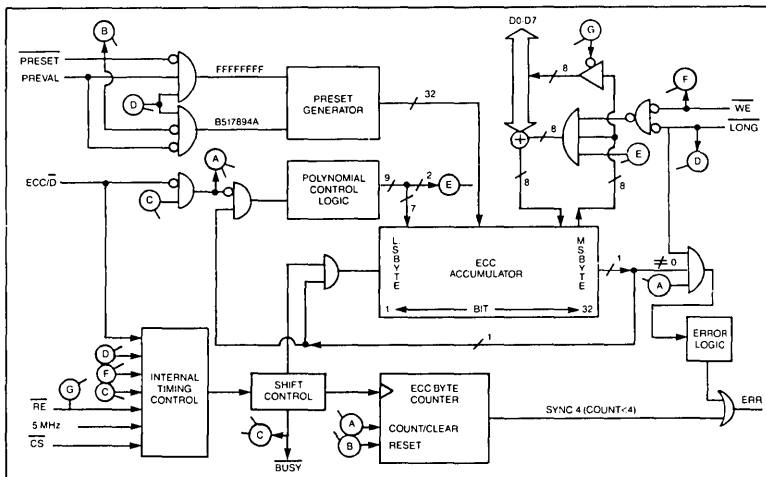 B
D0-D7
G
PRESET
PREVAL
FFFFFFFF
D
B517894A
PRESET GENERATOR
32
8
8
F
WE
LONG
8
E
D
A
ECC/D
C
POLYNOMIAL CONTROL LOGIC
9
2
E
7
8
8
LSBYTE
ECC ACCUMULATOR
MSBYTE
1
≠ 0
A
1 BIT 32
1
ERROR LOGIC
D
F
C
G
RE
5 MHz
CS
INTERNAL TIMING CONTROL
SHIFT CONTROL
ECC BYTE COUNTER
COUNT/CLEAR
RESET
A
B
C
BUSY
SYNC 4 (COUNT<4)
ERR